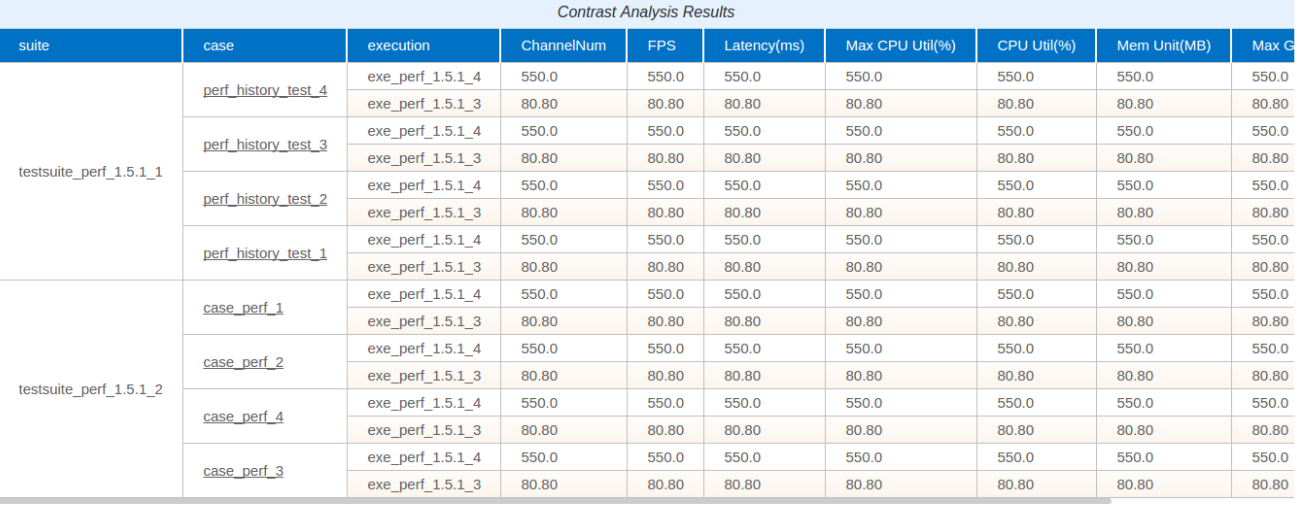 Contrast Analysis Results
suite case execution ChannelNum FPS Latency(ms) Max CPU Util(%) CPU Util(%) Mem Unit(MB) Max G
testsuite_perf_1.5.1_1 perf_history_test_4 exe_perf_1.5.1_4 550.0 550.0 550.0 550.0 550.0 550.0 550.0
exe_perf_1.5.1_3 80.80 80.80 80.80 80.80 80.80 80.80 80.80
perf_history_test_3 exe_perf_1.5.1_4 550.0 550.0 550.0 550.0 550.0 550.0 550.0
exe_perf_1.5.1_3 80.80 80.80 80.80 80.80 80.80 80.80 80.80
perf_history_test_2 exe_perf_1.5.1_4 550.0 550.0 550.0 550.0 550.0 550.0 550.0
exe_perf_1.5.1_3 80.80 80.80 80.80 80.80 80.80 80.80 80.80
perf_history_test_1 exe_perf_1.5.1_4 550.0 550.0 550.0 550.0 550.0 550.0 550.0
exe_perf_1.5.1_3 80.80 80.80 80.80 80.80 80.80 80.80 80.80
testsuite_perf_1.5.1_2 case_perf_1 exe_perf_1.5.1_4 550.0 550.0 550.0 550.0 550.0 550.0 550.0
exe_perf_1.5.1_3 80.80 80.80 80.80 80.80 80.80 80.80 80.80
case_perf_2 exe_perf_1.5.1_4 550.0 550.0 550.0 550.0 550.0 550.0 550.0
exe_perf_1.5.1_3 80.80 80.80 80.80 80.80 80.80 80.80 80.80
case_perf_4 exe_perf_1.5.1_4 550.0 550.0 550.0 550.0 550.0 550.0 550.0
exe_perf_1.5.1_3 80.80 80.80 80.80 80.80 80.80 80.80 80.80
case_perf_3 exe_perf_1.5.1_4 550.0 550.0 550.0 550.0 550.0 550.0 550.0
exe_perf_1.5.1_3 80.80 80.80 80.80 80.80 80.80 80.80 80.80